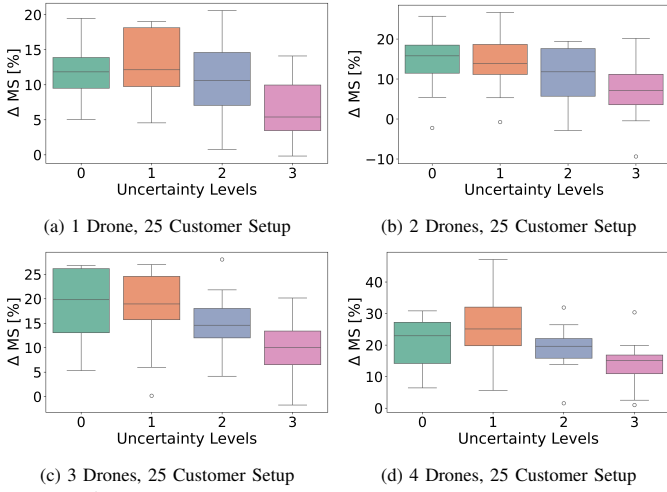 20
15
10
5
0
Δ MS [%]
0 1 2 3
Uncertainty Levels
(a) 1 Drone, 25 Customer Setup
20
10
0
−10
Δ MS [%]
0 1 2 3
Uncertainty Levels
(b) 2 Drones, 25 Customer Setup
25
20
15
10
5
0
Δ MS [%]
0 1 2 3
Uncertainty Levels
(c) 3 Drones, 25 Customer Setup
40
30
20
10
0
Δ MS [%]
0 1 2 3
Uncertainty Levels
(d) 4 Drones, 25 Customer Setup